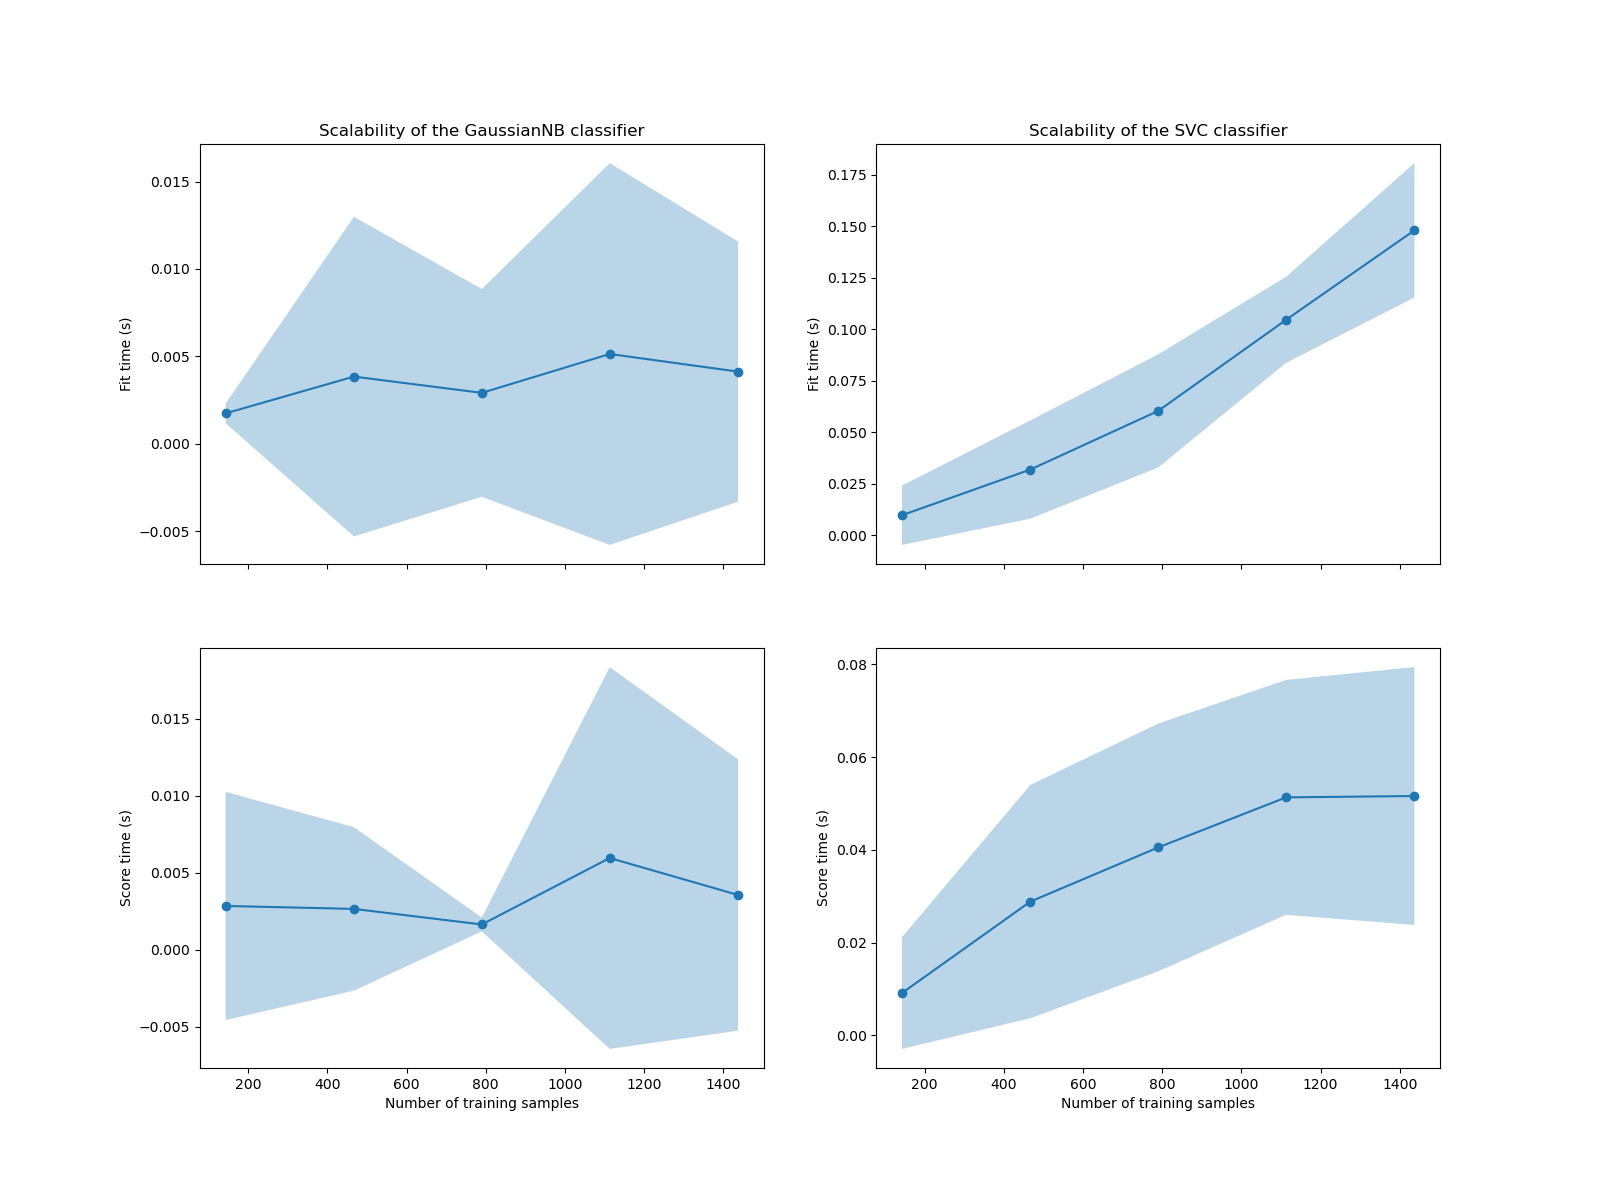 Scalability of the GaussianNB classifier
Scalability of the SVC classifier
0.015
0.010
0.005
0.000
−0.005
Fit time (s)
0.175
0.150
0.125
0.100
0.075
0.050
0.025
0.000
Fit time (s)
0.015
0.010
0.005
0.000
−0.005
Score time (s)
200 400 600 800 1000 1200 1400
Number of training samples
0.08
0.06
0.04
0.02
0.00
Score time (s)
200 400 600 800 1000 1200 1400
Number of training samples